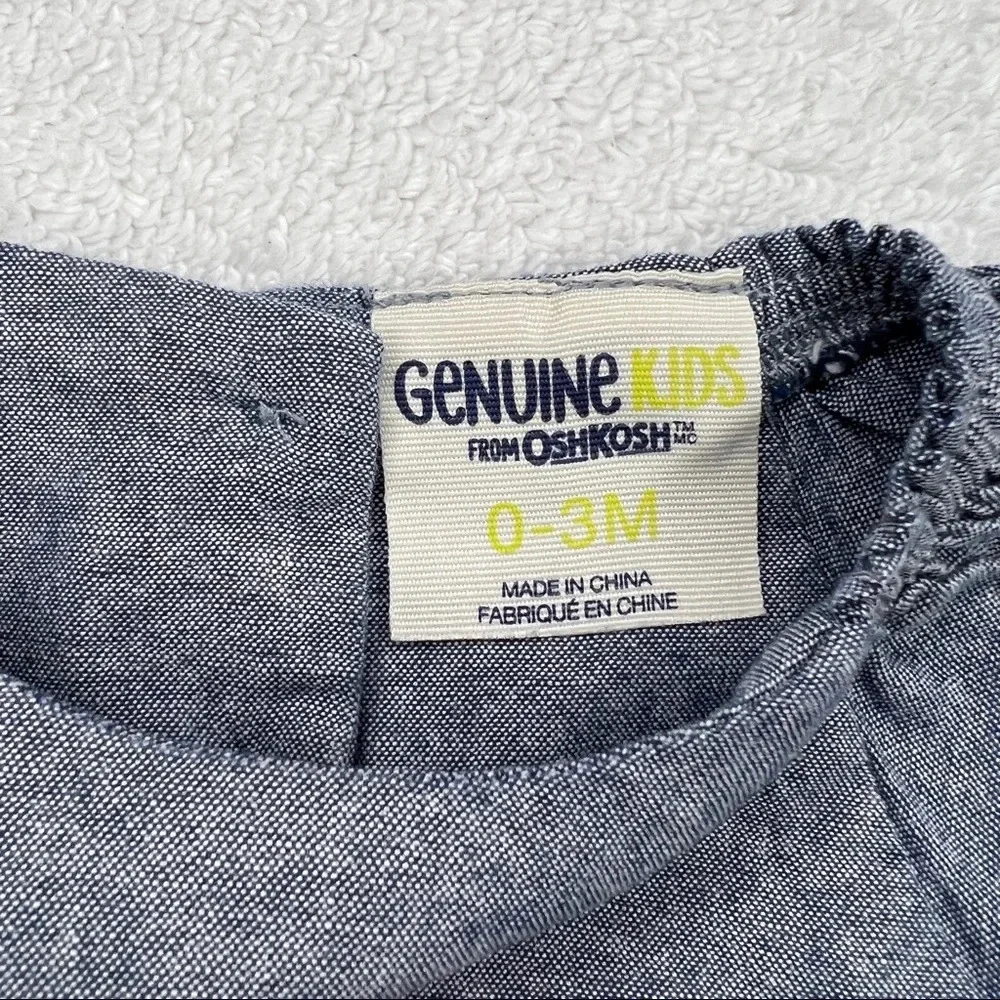 GENUINE KIDS
FROM OSHKOSH TM MC
0-3M
MADE IN CHINA
FABRIQUÉ EN CHINE